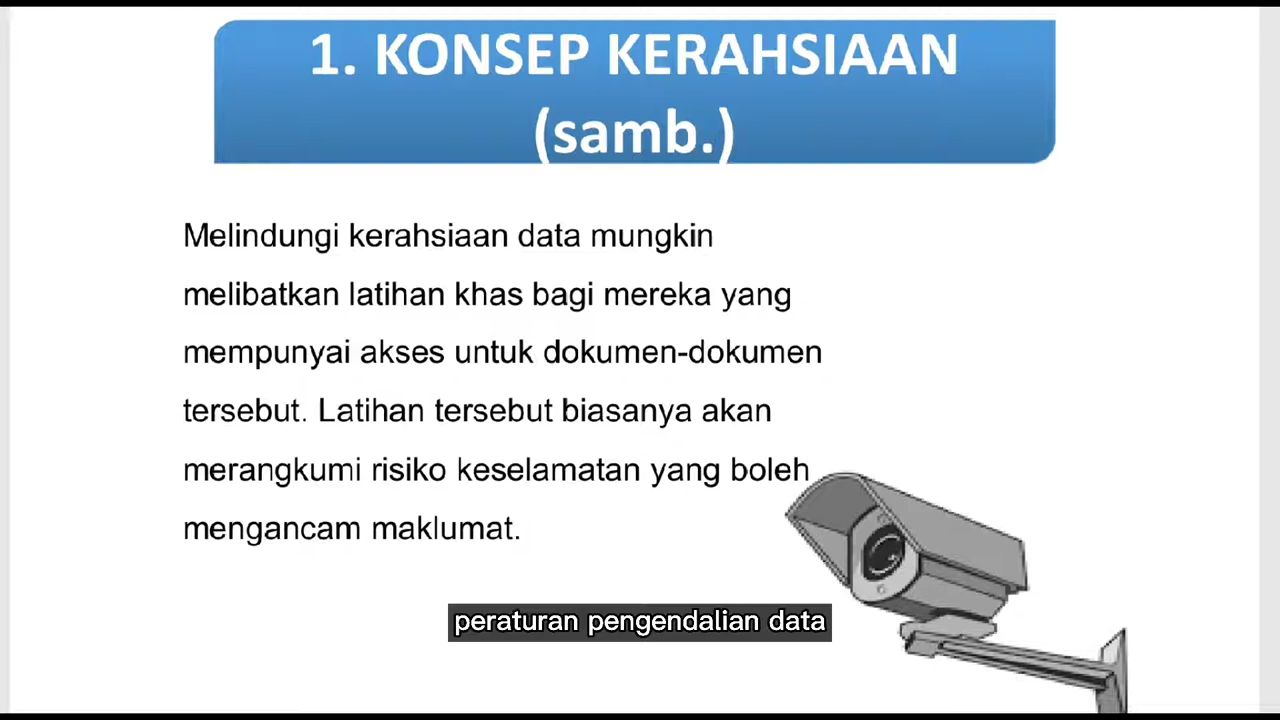 1. KONSEP KERAHSIAAN
(samb.)
Melindungi kerahsiaan data mungkin
melibatkan latihan khas bagi mereka yang
mempunyai akses untuk dokumen-dokumen
tersebut. Latihan tersebut biasanya akan
merangkumi risiko keselamatan yang boleh
mengancam maklumat.
peraturan pengendalian data